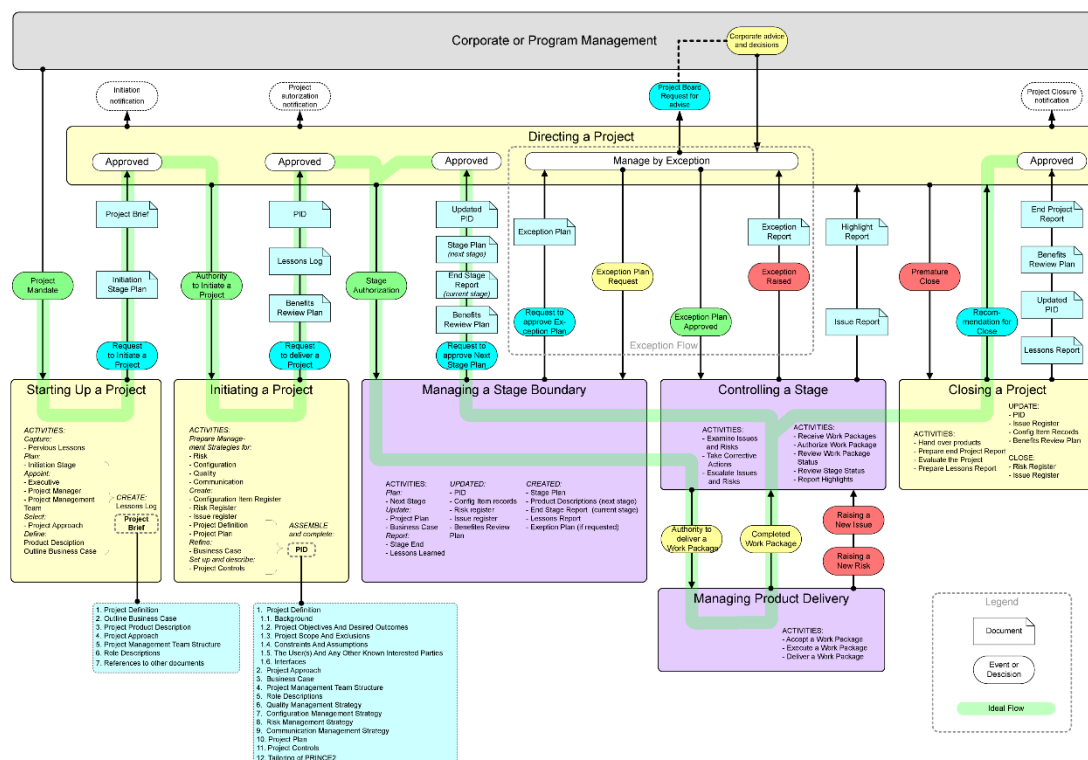 Corporate or Program Management
Corporate advice
and decisions
Initiation
notification
Project
autorization
notification
Project Board
Request for
advise
Project Closure
notification
Directing a Project
Approved
Approved
Approved
Manage by Exception
Approved
Project Brief
PID
Updated
PID
Exception Plan
Exception
Report
Highlight
Report
End Project
Report
Lessons Log
Stage Plan
(next stage)
Benefits
Rewiew Plan
Project
Mandate
Initiation
Stage Plan
Authority
to Initiate a
Project
Stage
Authorization
End Stage
Report
(current stage)
Exception Plan
Request
Exception
Raised
Premature
Close
Benefits
Rewiew Plan
Benefits
Rewiew Plan
Updated
PID
Request to
approve Ex-
ception Plan
Exception Plan
Approved
Issue Report
Recom-
mendation for
Close
Request
to Initiate a
Project
Request
to deliver a
Project
Request to
approve Next
Stage Plan
Exception Flow
Lessons Report
Starting Up a Project
ACTIVITIES:
Capture:
- Pervious Lessons
Plan:
- Initiation Stage
Appoint:
- Executive
- Project Manager
- Project Management
Team
Select:
- Project Approach
Define:
Product Desciption
Outline Business Case
CREATE:
Lessons Log
Project
Brief
Initiating a Project
ACTIVITIES:
Prepare Manage-
ment Strategies for:
- Risk
- Configuration
- Quality
- Communication
Create:
- Configuration Item Register
- Risk Register
- Issue register
- Project Definition
- Project Plan
Refine:
- Business Case
Set up and describe:
- Project Controls
ASSEMBLE
and complete:
PID
Managing a Stage Boundary
ACTIVITIES:
Plan:
- Next Stage
Update:
- Project Plan
- Business Case
Report:
- Stage End
- Lessons Learned
UPDATED:
- PID
- Config Item records
- Risk register
- Issue register
- Benefites Review
Plan
CREATED:
- Stage Plan
- Product Descriptions (next stage)
- End Stage Report (current stage)
- Lessons Report
- Exeption Plan (if requested)
Controlling a Stage
ACTIVITIES:
- Examine Issues
and Risks
- Take Corrective
Actions
- Escalate Issues
and Risks
ACTIVITIES:
- Receive Work Packages
- Authorize Work Package
- Review Work Package
Status
- Review Stage Status
- Report Highlights
Closing a Project
ACTIVITIES:
- Hand over products
- Prepare end Project Report
- Evaluate the Project
- Prepare Lessons Report
UPDATE:
- PID
- Issue Register
- Config Item Records
- Benefits Review Plan
CLOSE:
- Risk Register
- Issue Register
Authority to
deliver a
Work Package
Completed
Work Package
Raising a
New Issue
Raising a
New Risk
Managing Product Delivery
ACTIVITIES:
- Accept a Work Package
- Execute a Work Package
- Deliver a Work Package
1. Project Definition
2. Outline Business Case
3. Project Product Description
4. Project Approach
5. Project Management Team Structure
6. Role Descriptions
7. References to other documents
1. Project Definition
1.1. Background
1.2. Project Objectives And Desired Outcomes
1.3. Project Scope And Exclusions
1.4. Constraints And Assumptions
1.5. The User(s) And Any Other Known Interested Parties
1.6. Interfaces
2. Project Approach
3. Business Case
4. Project Management Team Structure
5. Role Descriptions
6. Quality Management Strategy
7. Configuration Management Strategy
8. Risk Management Strategy
9. Communication Management Strategy
10. Project Plan
11. Project Controls
12. Tailoring of PRINCE2
Legend
Document
Event or
Descision
Ideal Flow